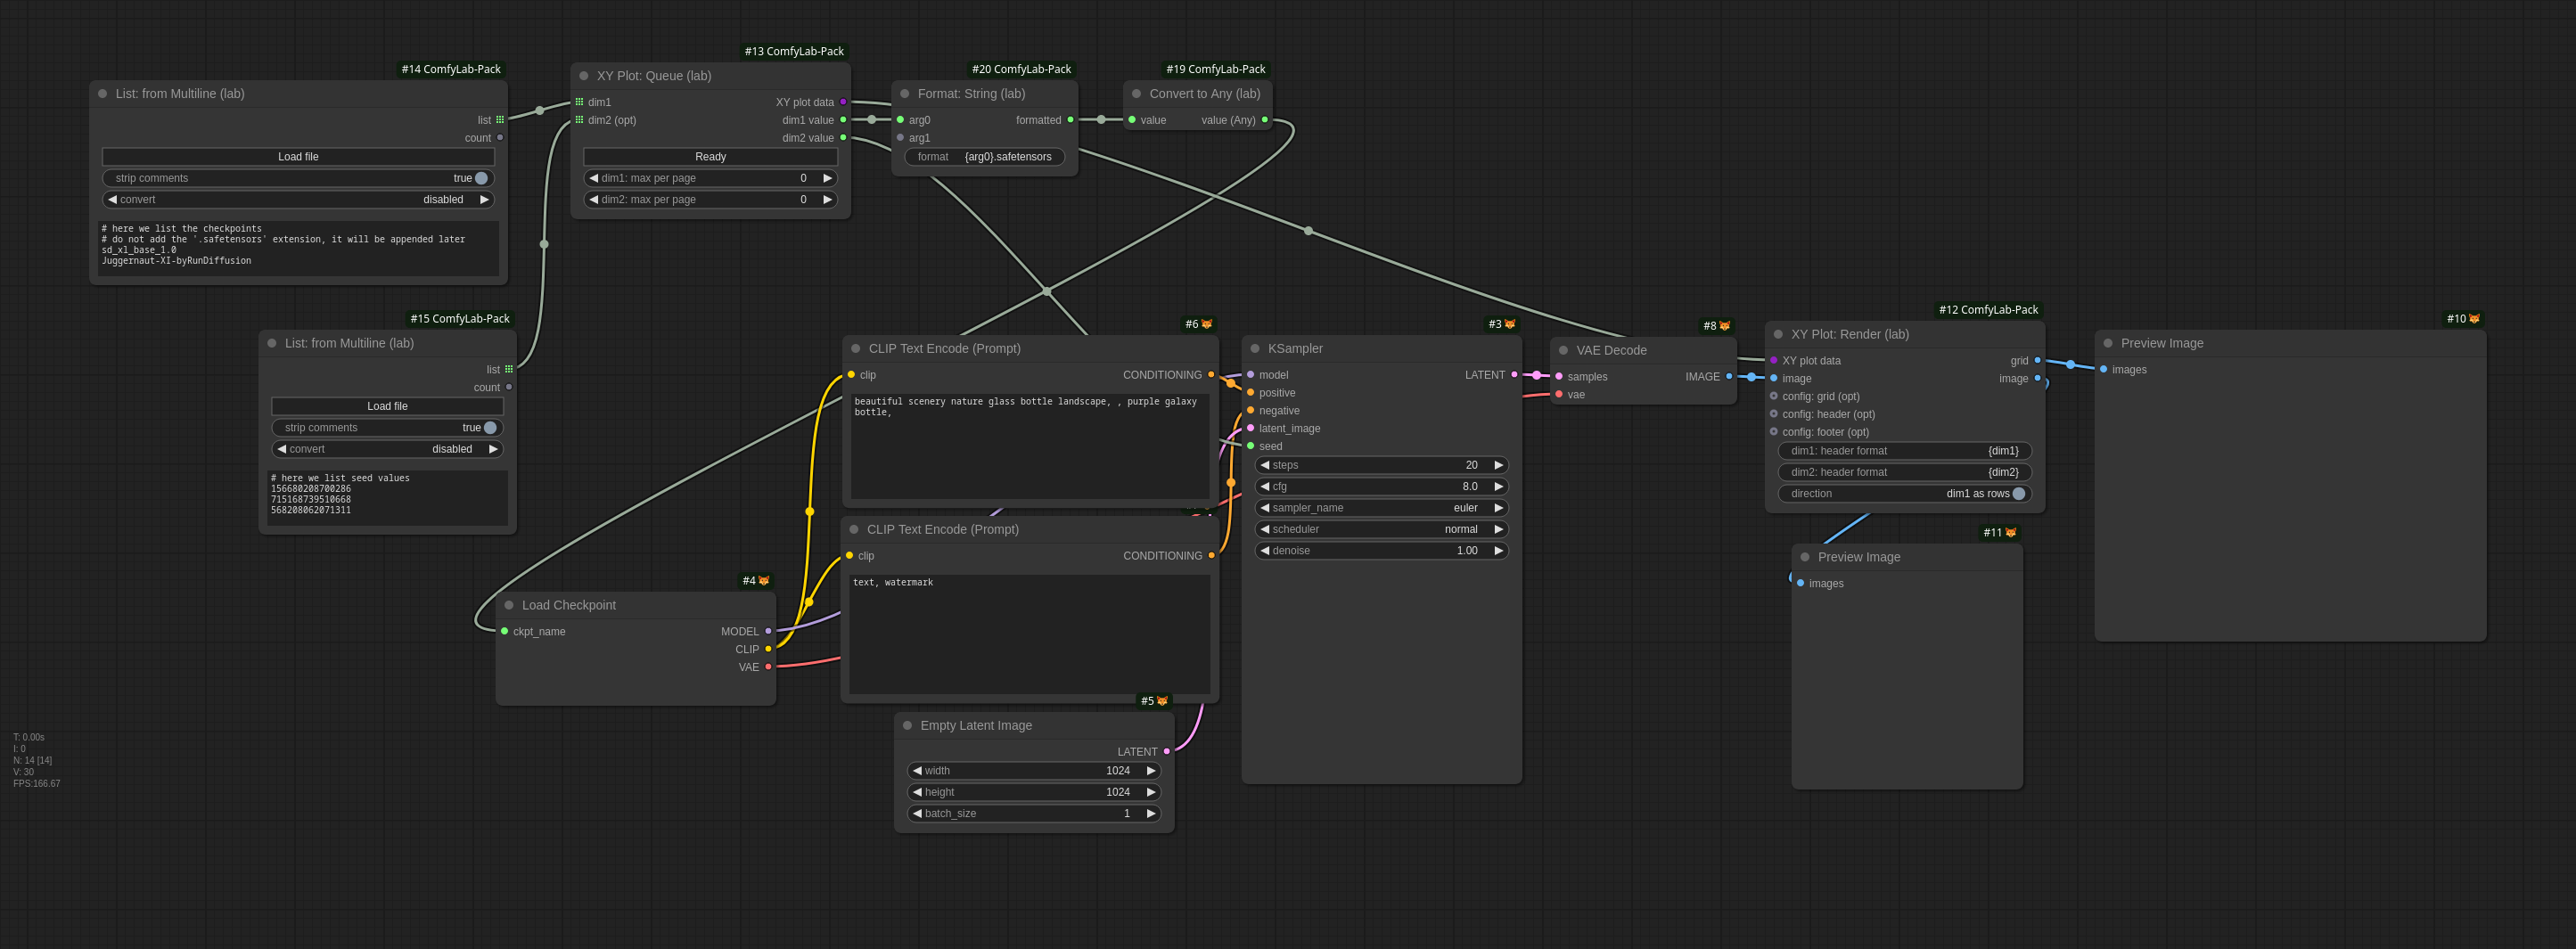 #14 ComfyLab-Pack
List: from Multiline (lab)
list
count
Load file
strip comments true
convert disabled
# here we list the checkpoints
# do not add the '.safetensors' extension, it will be appended later
sd_xl_base_1.0
Juggernaut-XI-byRunDiffusion
#13 ComfyLab-Pack
XY Plot: Queue (lab)
dim1 XY plot data
dim2 (opt) dim1 value
dim2 value
Ready
dim1: max per page 0
dim2: max per page 0
#20 ComfyLab-Pack
Format: String (lab)
arg0 formatted
arg1
format {arg0}.safetensors
#19 ComfyLab-Pack
Convert to Any (lab)
value value (Any)
#15 ComfyLab-Pack
List: from Multiline (lab)
list
count
Load file
strip comments true
convert disabled
# here we list seed values
156680208700286
715168739510668
568208062071311
#4
Load Checkpoint
ckpt_name MODEL
CLIP
VAE
#6
CLIP Text Encode (Prompt)
clip CONDITIONING
beautiful scenery nature glass bottle landscape, , purple galaxy
bottle,
CLIP Text Encode (Prompt)
clip CONDITIONING
text, watermark
#5
Empty Latent Image
LATENT
width 1024
height 1024
batch_size 1
#3
KSampler
model LATENT
positive
negative
latent_image
seed
steps 20
cfg 8.0
sampler_name euler
scheduler normal
denoise 1.00
#8
VAE Decode
samples IMAGE
vae
#12 ComfyLab-Pack
XY Plot: Render (lab)
XY plot data grid
image image
config: grid (opt)
config: header (opt)
config: footer (opt)
dim1: header format {dim1}
dim2: header format {dim2}
direction dim1 as rows
#11
Preview Image
images
#10
Preview Image
images
T: 0.00s
I: 0
N: 14 [14]
V: 30
FPS:166.67